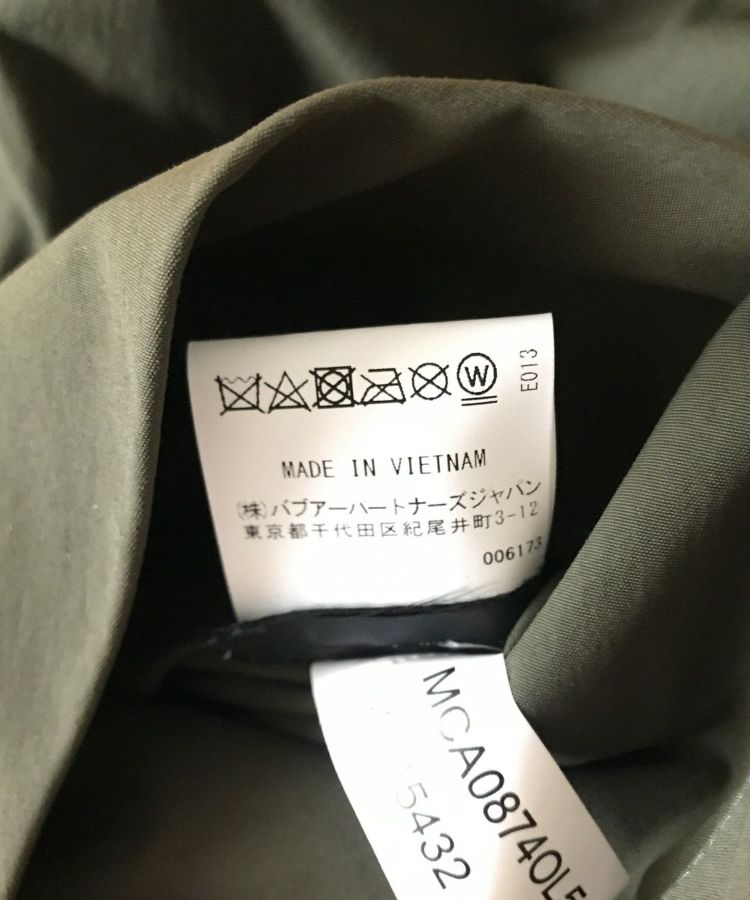 W
E013
MADE IN VIETNAM
(株)バブアーパートナーズジャパン
東京都千代田区紀尾井町3-12
006173
MCA0874OL5
5432